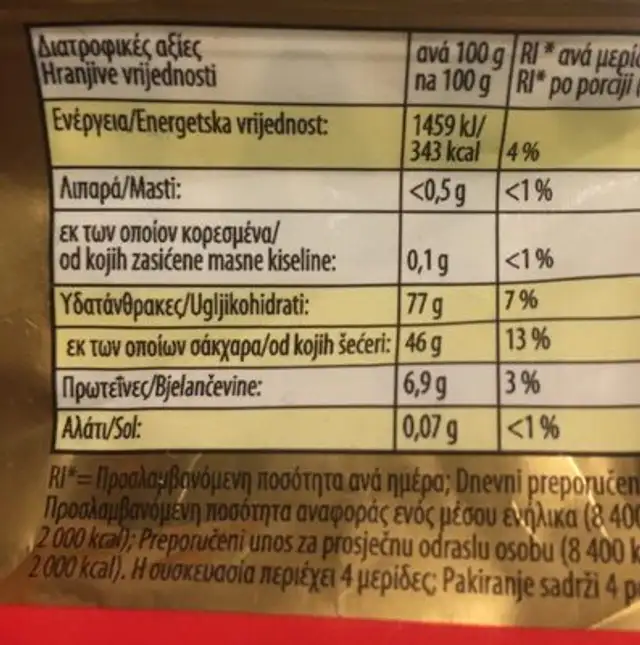 Διατροφικές αξίες ανά 100 g RI * ανά
Hranjive vrijednosti na 100 g RI* po porciji
Ενέργεια/Energetska vrijednost: 1459 kJ/
343 kcal 4 %
Λιπαρά/Masti: <0,5 g <1 %
εκ των οποίον κορεσμένα/
od kojih zasićene masne kiseline: 0,1 g <1 %
Υδατάνθρακες/Ugljikohidrati: 77 g 7 %
εκ των οποίων σάκχαρα/od kojih šećeri: 46 g 13 %
Πρωτεΐνες/Bjelančevine: 6,9 g 3 %
Αλάτι/Sol: 0,07 g <1 %
RI*= Προσλαμβανόμενη ποσότητα ανά ημέρα; Dnevni
Προσλαμβανόμενη ποσότητα αναφοράς ενός μέσου ενήλικα (8 400
2 000 kcal); Preporučeni unos za prosječnu odraslu osobu (8 400
2 000 kcal). Η συσκευασία περιέχει 4 μερίδες; Pakiranje sadrži 4